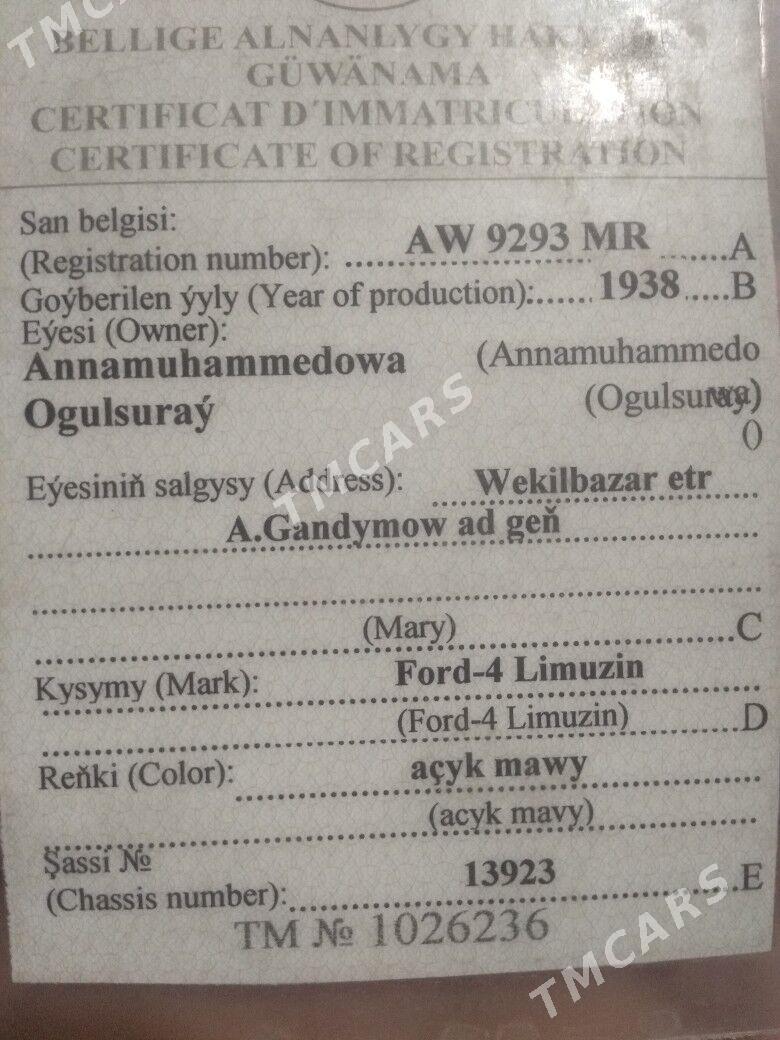 BELLIGE ALNANLYGY HAK
GÜWÄNAMA
CERTIFICAT D'IMMATRICULATION
CERTIFICATE OF REGISTRATION
San belgisi:
(Registration number): AW 9293 MR A
Goýberilen ýyly (Year of production): 1938 B
Eýesi (Owner):
Annamuhammedowa (Annamuhammedo
wa)
Ogulsuraý (Ogulsuray)
()
Eýesiniň salgysy (Address): Wekilbazar etr
A.Gandymow ad geň
(Mary) C
Kysymy (Mark): Ford-4 Limuzin
(Ford-4 Limuzin) D
Reňki (Color): açyk mawy
(acyk mavy)
Şassi №
(Chassis number): 13923 E
TM № 1026236
TMCARS
TMCARS
TMCARS